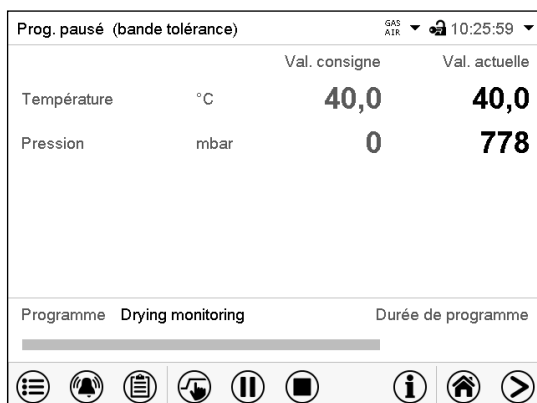 Prog. pausé (bande tolérance) GAS AIR 10:25:59
Val. consigne Val. actuelle
Température °C 40,0 40,0
Pression mbar 0 778
Programme Drying monitoring Durée de programme